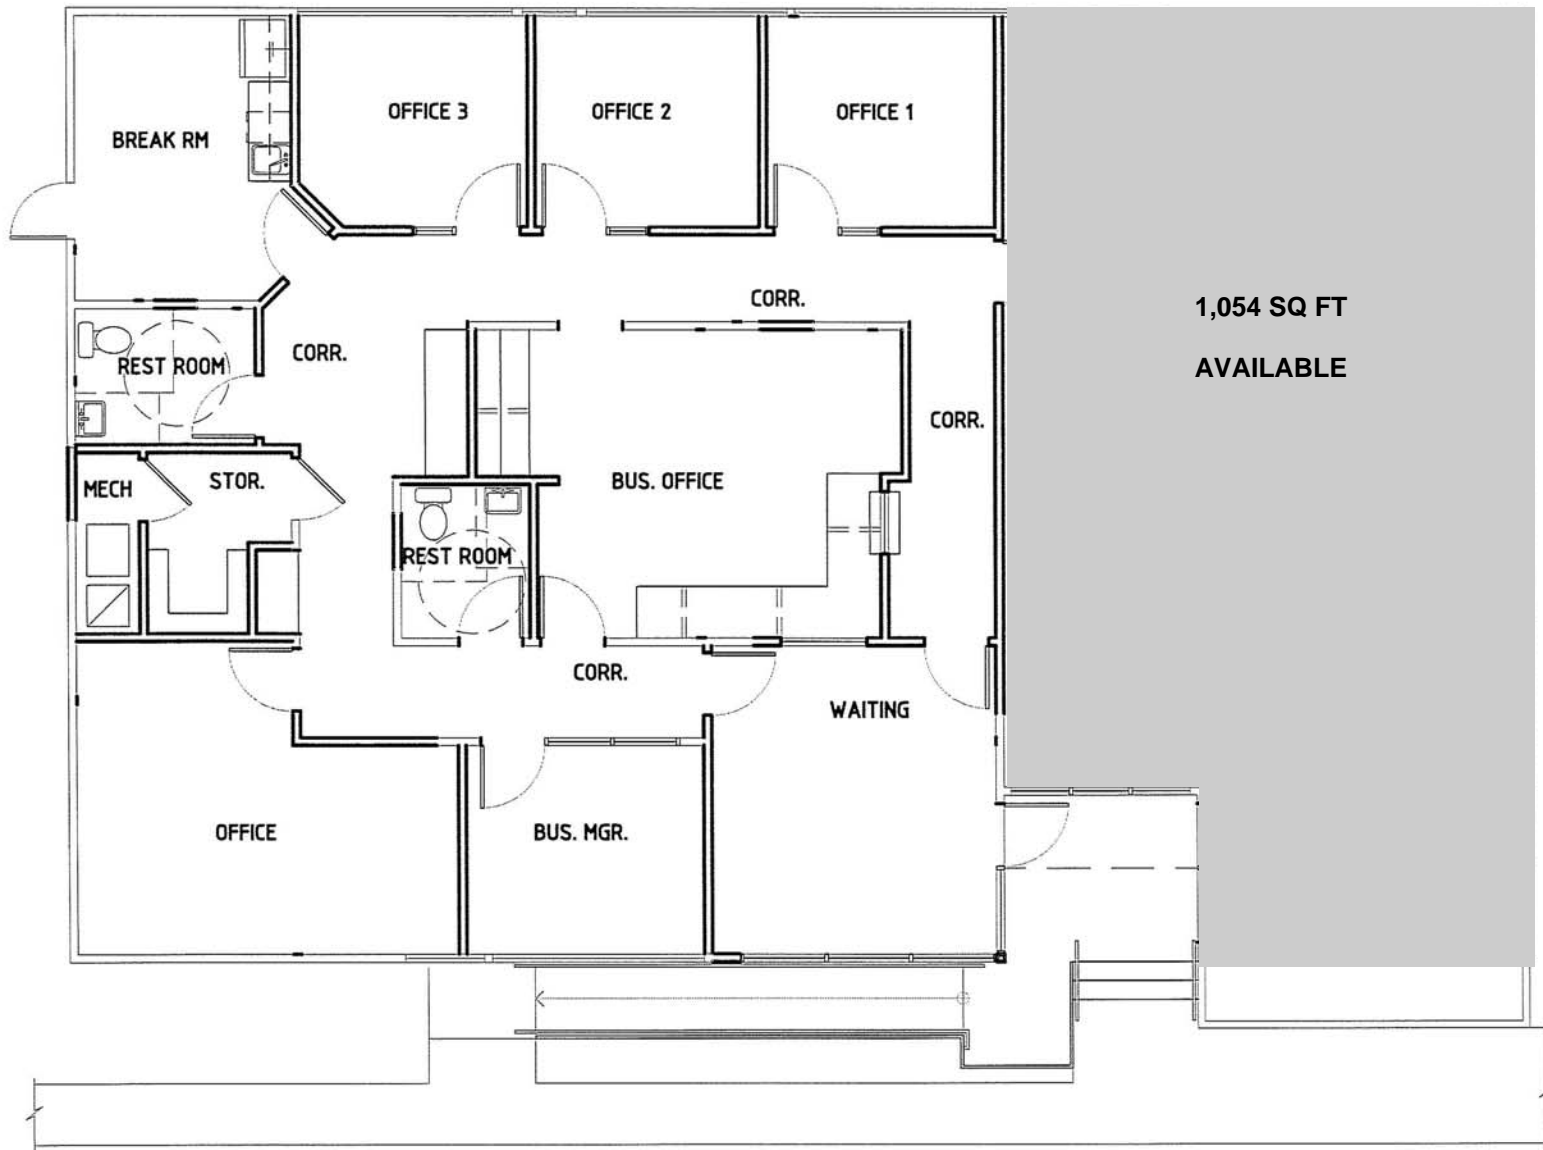 OFFICE 3
OFFICE 2
OFFICE 1
BREAK RM
CORR.
1,054 SQ FT
AVAILABLE
CORR.
REST ROOM
CORR.
MECH
STOR.
BUS. OFFICE
REST ROOM
CORR.
WAITING
OFFICE
BUS. MGR.